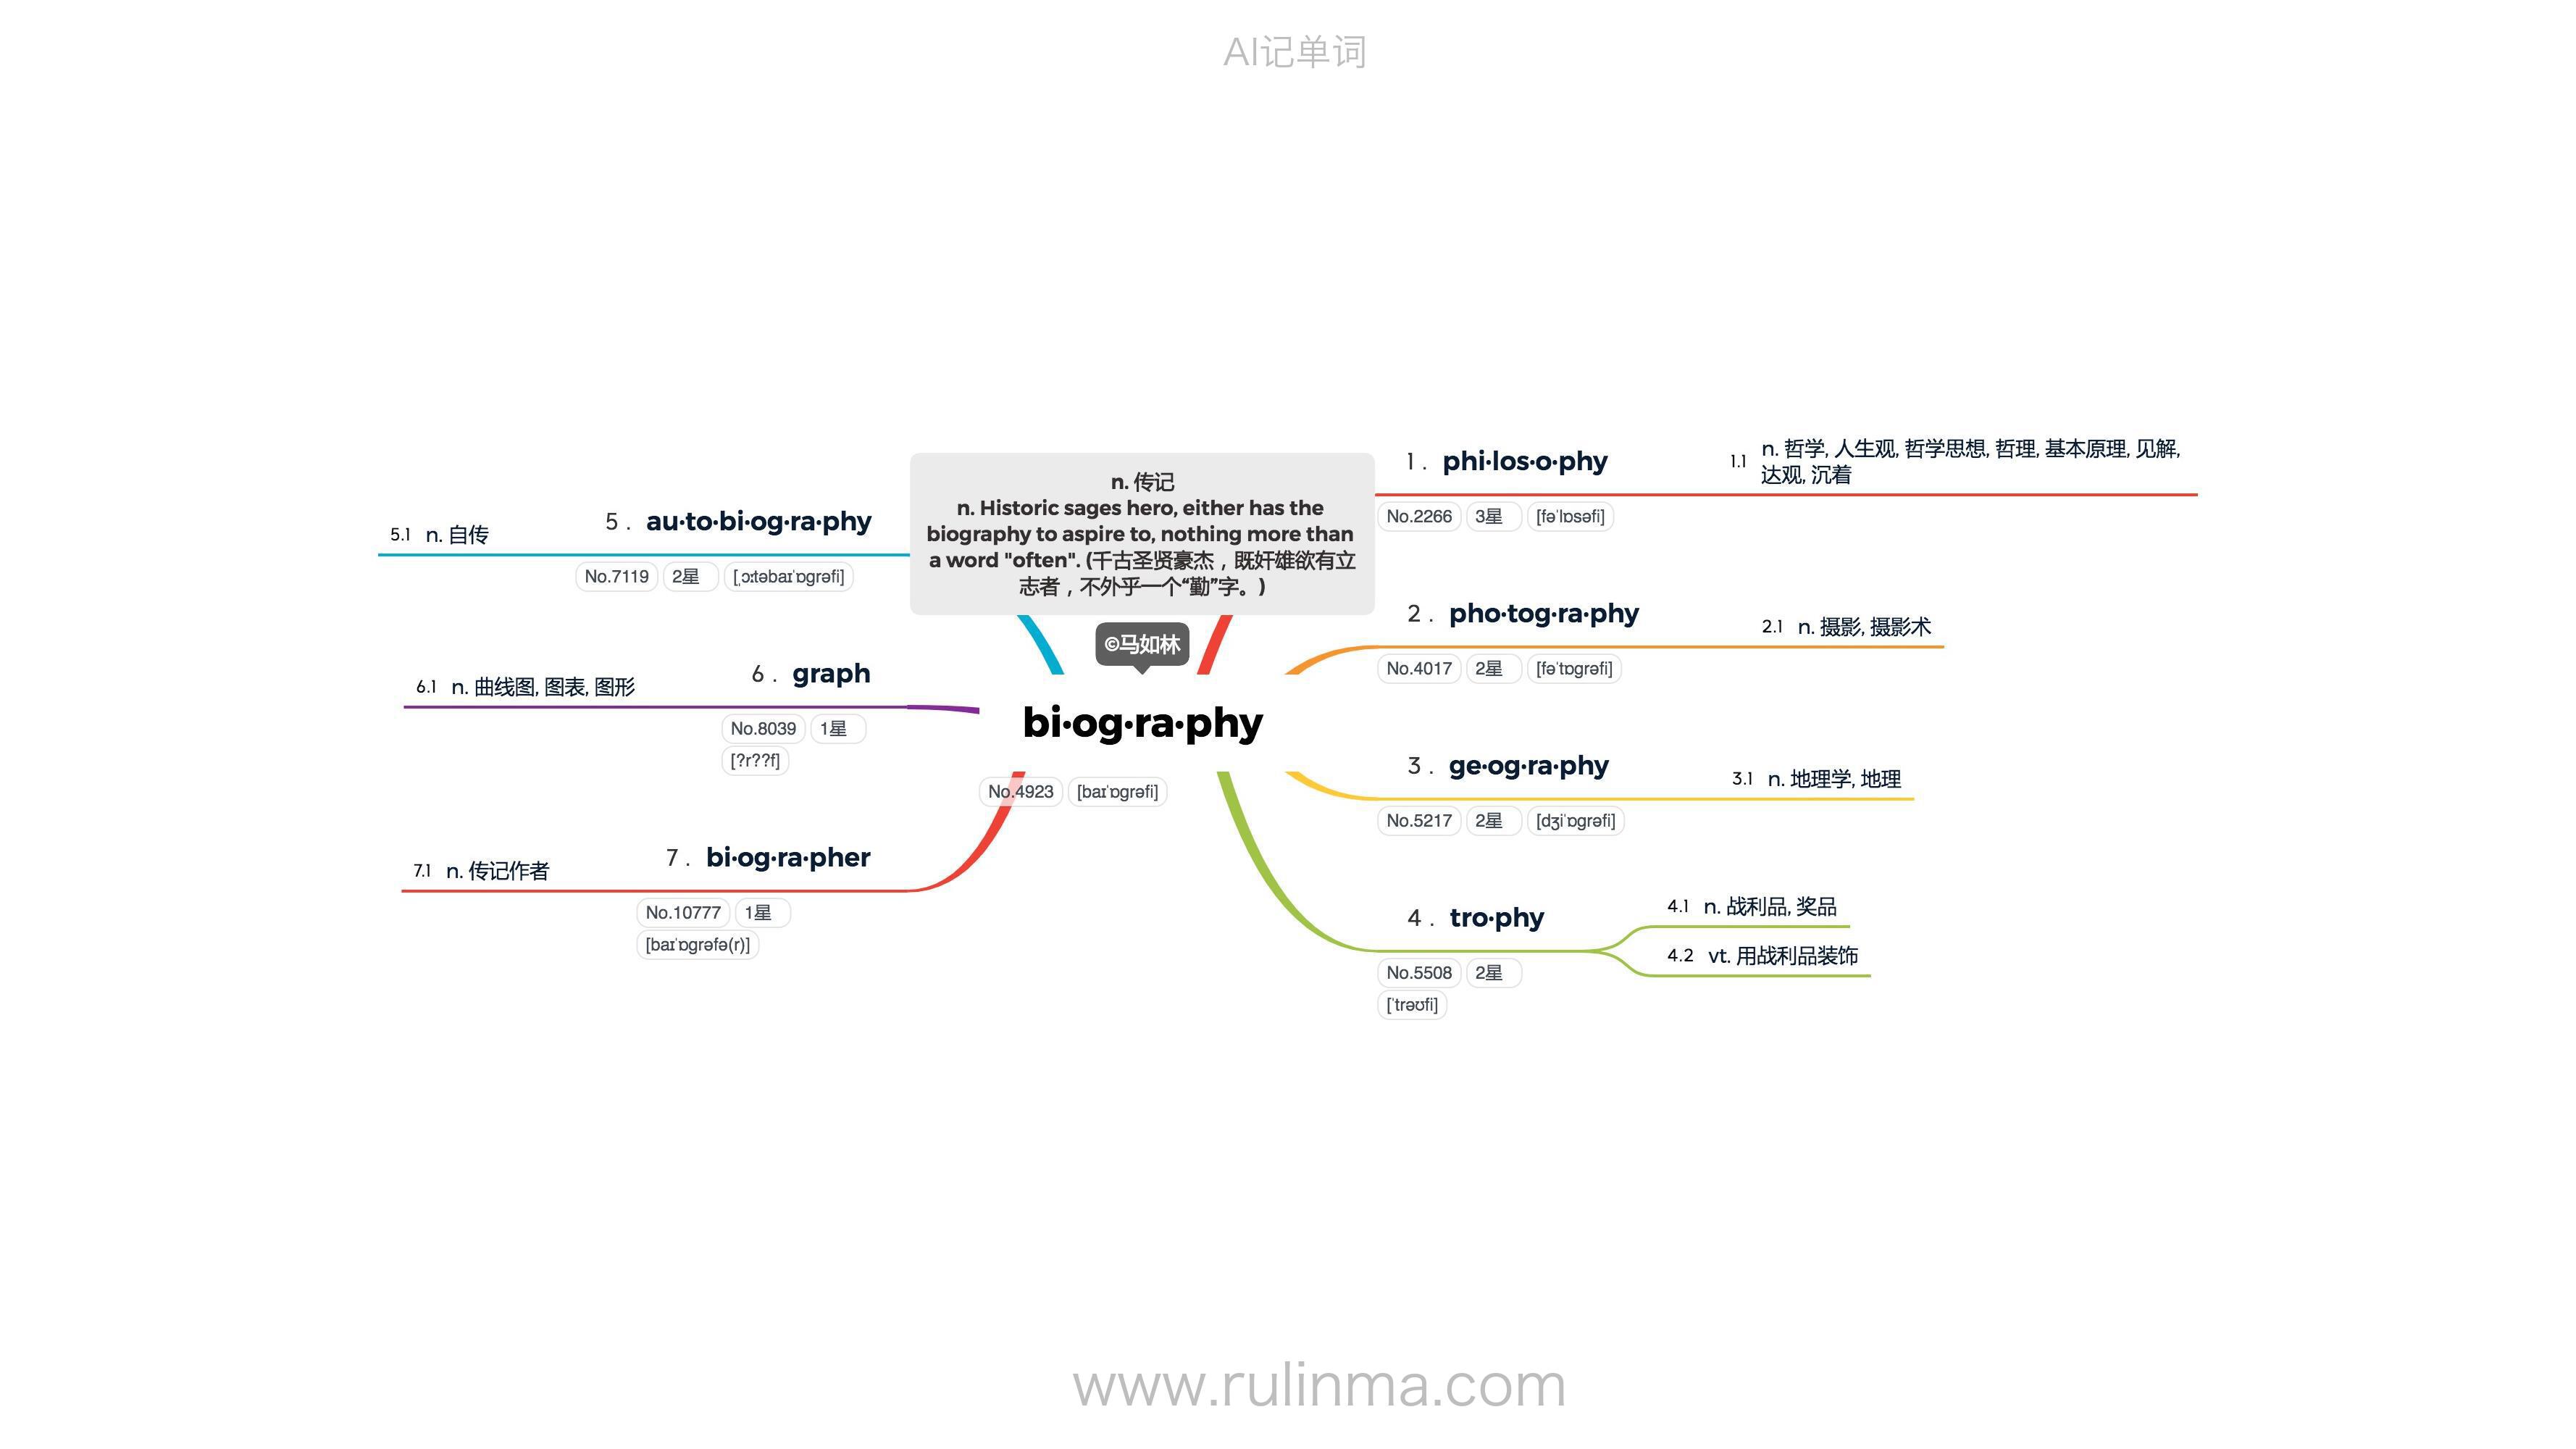 AI记单词
n. 传记
n. Historic sages hero, either has the
biography to aspire to, nothing more than
a word "often". (千古圣贤豪杰，既奸雄欲有立
志者，不外乎一个“勤”字。)
©马如林
bi·og·ra·phy
No.4923 [baɪˈɒɡrəfi]
1. phi·los·o·phy
No.2266 3星 [fəˈlɒsəfi]
1.1 n. 哲学, 人生观, 哲学思想, 哲理, 基本原理, 见解,
达观, 沉着
2. pho·tog·ra·phy
No.4017 2星 [fəˈtɒɡrəfi]
2.1 n. 摄影, 摄影术
3. ge·og·ra·phy
No.5217 2星 [dʒiˈɒɡrəfi]
3.1 n. 地理学, 地理
4. tro·phy
No.5508 2星
[ˈtrəʊfi]
4.1 n. 战利品, 奖品
4.2 vt. 用战利品装饰
5. au·to·bi·og·ra·phy
No.7119 2星 [ˌɔːtəbaɪˈɒɡrəfi]
5.1 n. 自传
6. graph
No.8039 1星
[?r??f]
6.1 n. 曲线图, 图表, 图形
7. bi·og·ra·pher
No.10777 1星
[baɪˈɒɡrəfə(r)]
7.1 n. 传记作者
www.rulinma.com